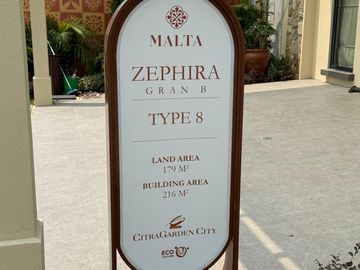 MALTA
ZEPHIRA
GRAN B
TYPE 8
LAND AREA
179 M²
BUILDING AREA
216 M²
CITRAGARDEN CITY
ECO